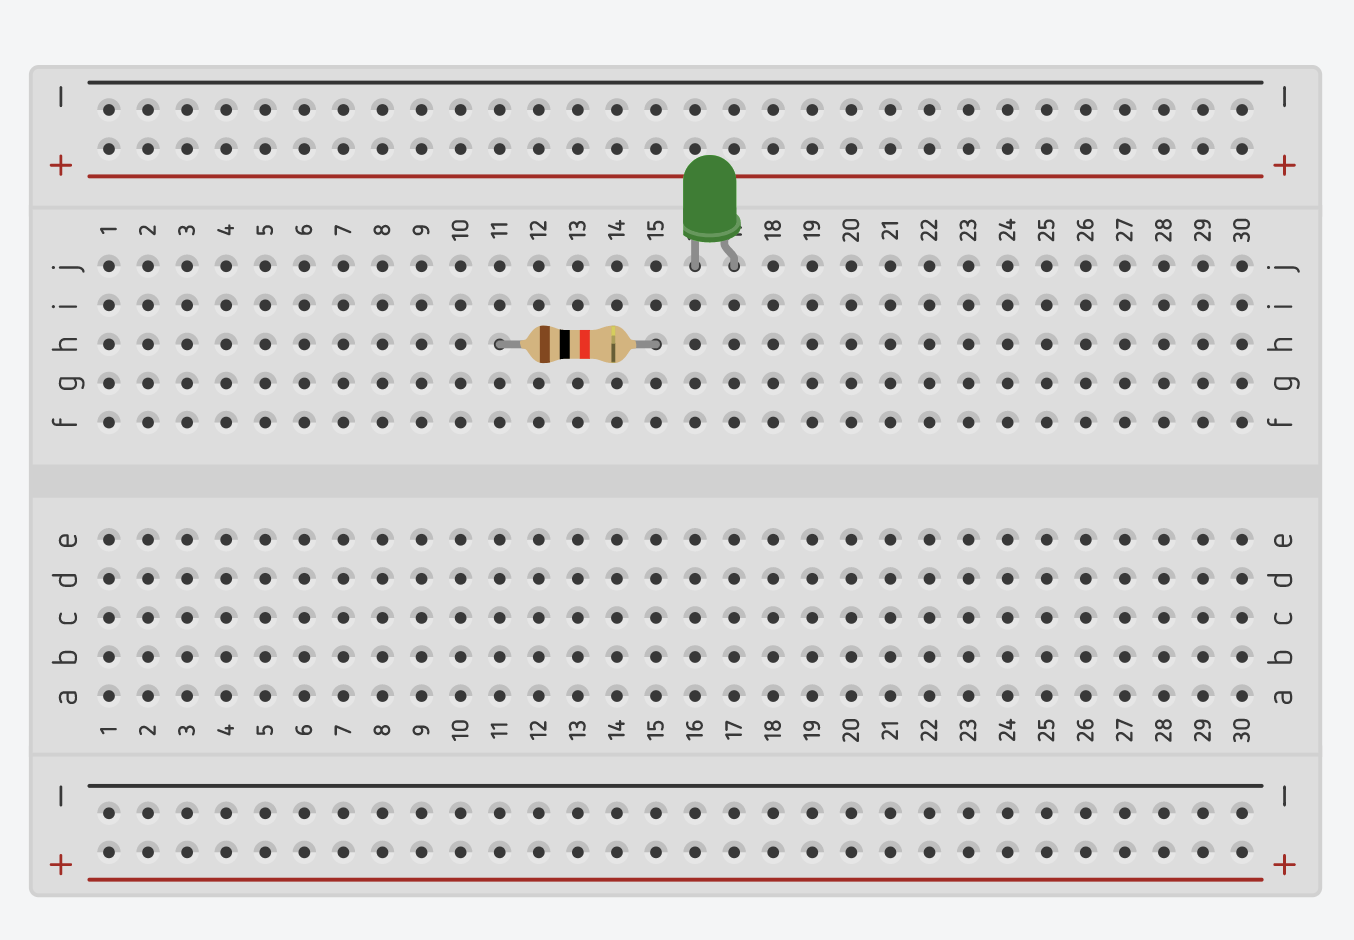 − −
+ +
1 2 3 4 5 6 7 8 9 10 11 12 13 14 15 18 19 20 21 22 23 24 25 26 27 28 29 30
j j
i i
h h
g g
f f
e e
d d
c c
b b
a a
1 2 3 4 5 6 7 8 9 10 11 12 13 14 15 16 17 18 19 20 21 22 23 24 25 26 27 28 29 30
− −
+ +